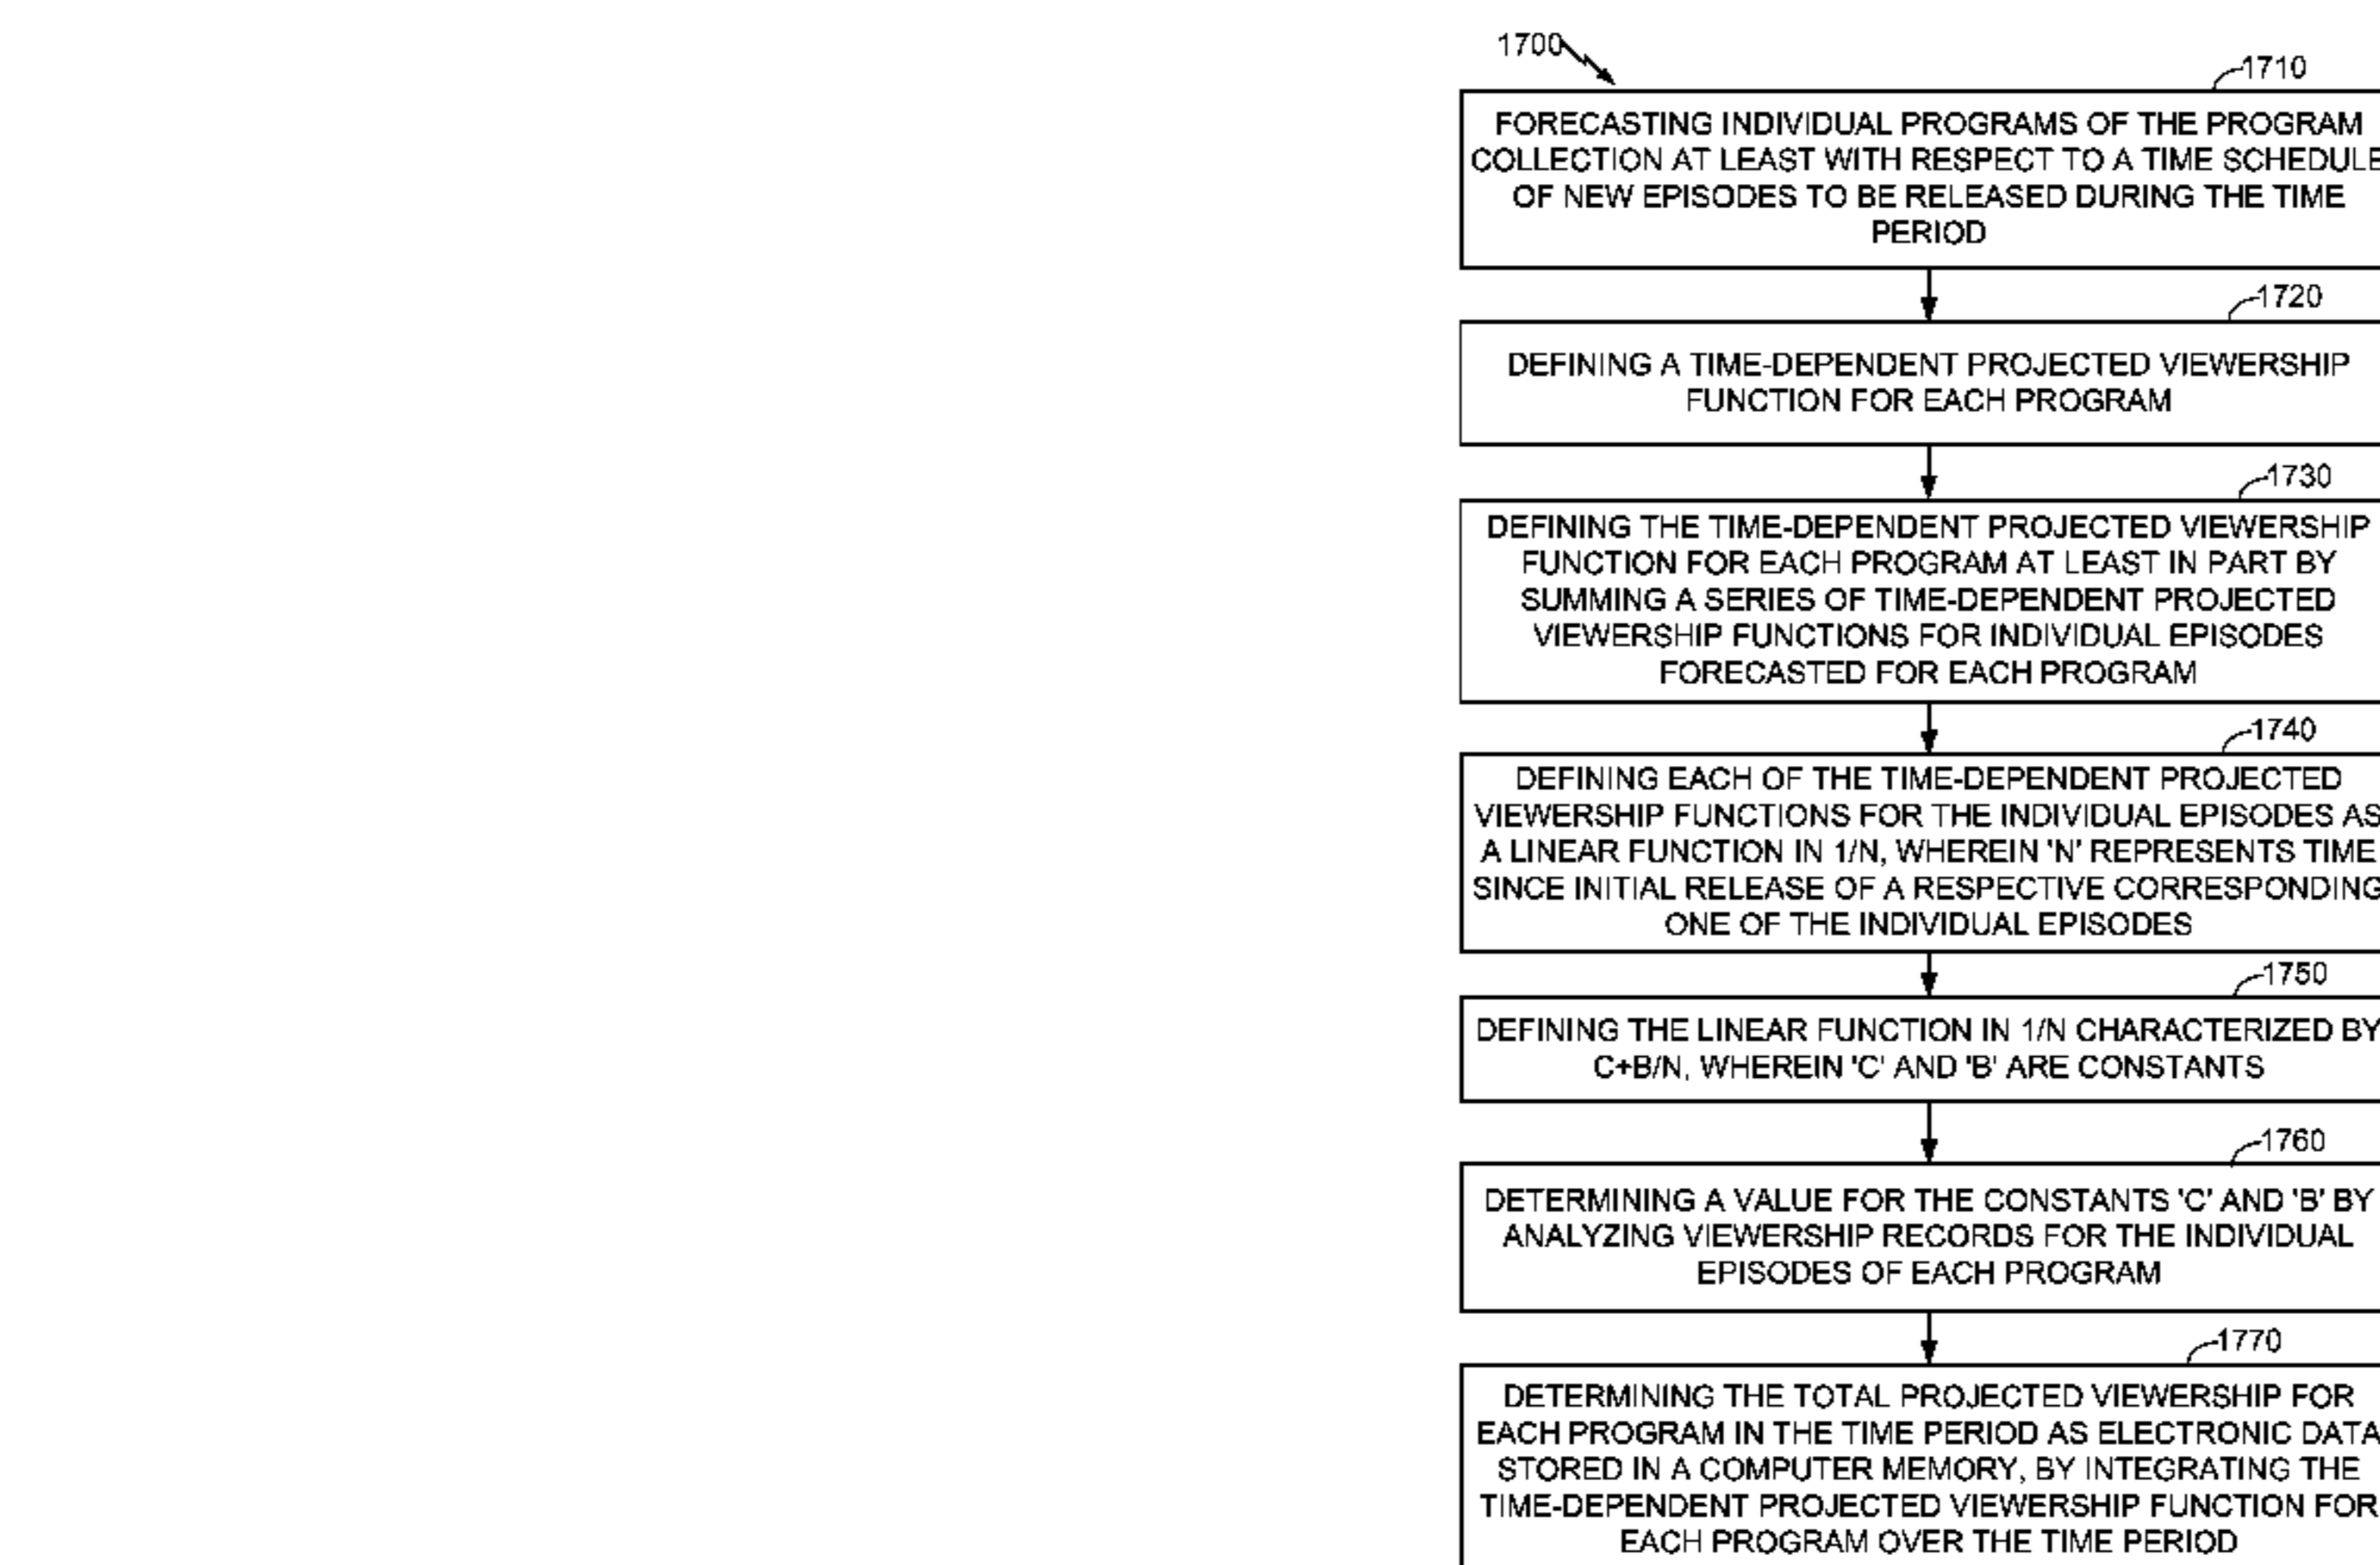 1700
1710
FORECASTING INDIVIDUAL PROGRAMS OF THE PROGRAM
COLLECTION AT LEAST WITH RESPECT TO A TIME SCHEDULE
OF NEW EPISODES TO BE RELEASED DURING THE TIME
PERIOD
1720
DEFINING A TIME-DEPENDENT PROJECTED VIEWERSHIP
FUNCTION FOR EACH PROGRAM
1730
DEFINING THE TIME-DEPENDENT PROJECTED VIEWERSHIP
FUNCTION FOR EACH PROGRAM AT LEAST IN PART BY
SUMMING A SERIES OF TIME-DEPENDENT PROJECTED
VIEWERSHIP FUNCTIONS FOR INDIVIDUAL EPISODES
FORECASTED FOR EACH PROGRAM
1740
DEFINING EACH OF THE TIME-DEPENDENT PROJECTED
VIEWERSHIP FUNCTIONS FOR THE INDIVIDUAL EPISODES AS
A LINEAR FUNCTION IN 1/N, WHEREIN 'N' REPRESENTS TIME
SINCE INITIAL RELEASE OF A RESPECTIVE CORRESPONDING
ONE OF THE INDIVIDUAL EPISODES
1750
DEFINING THE LINEAR FUNCTION IN 1/N CHARACTERIZED BY
C+B/N, WHEREIN 'C' AND 'B' ARE CONSTANTS
1760
DETERMINING A VALUE FOR THE CONSTANTS 'C' AND 'B' BY
ANALYZING VIEWERSHIP RECORDS FOR THE INDIVIDUAL
EPISODES OF EACH PROGRAM
1770
DETERMINING THE TOTAL PROJECTED VIEWERSHIP FOR
EACH PROGRAM IN THE TIME PERIOD AS ELECTRONIC DATA
STORED IN A COMPUTER MEMORY, BY INTEGRATING THE
TIME-DEPENDENT PROJECTED VIEWERSHIP FUNCTION FOR
EACH PROGRAM OVER THE TIME PERIOD